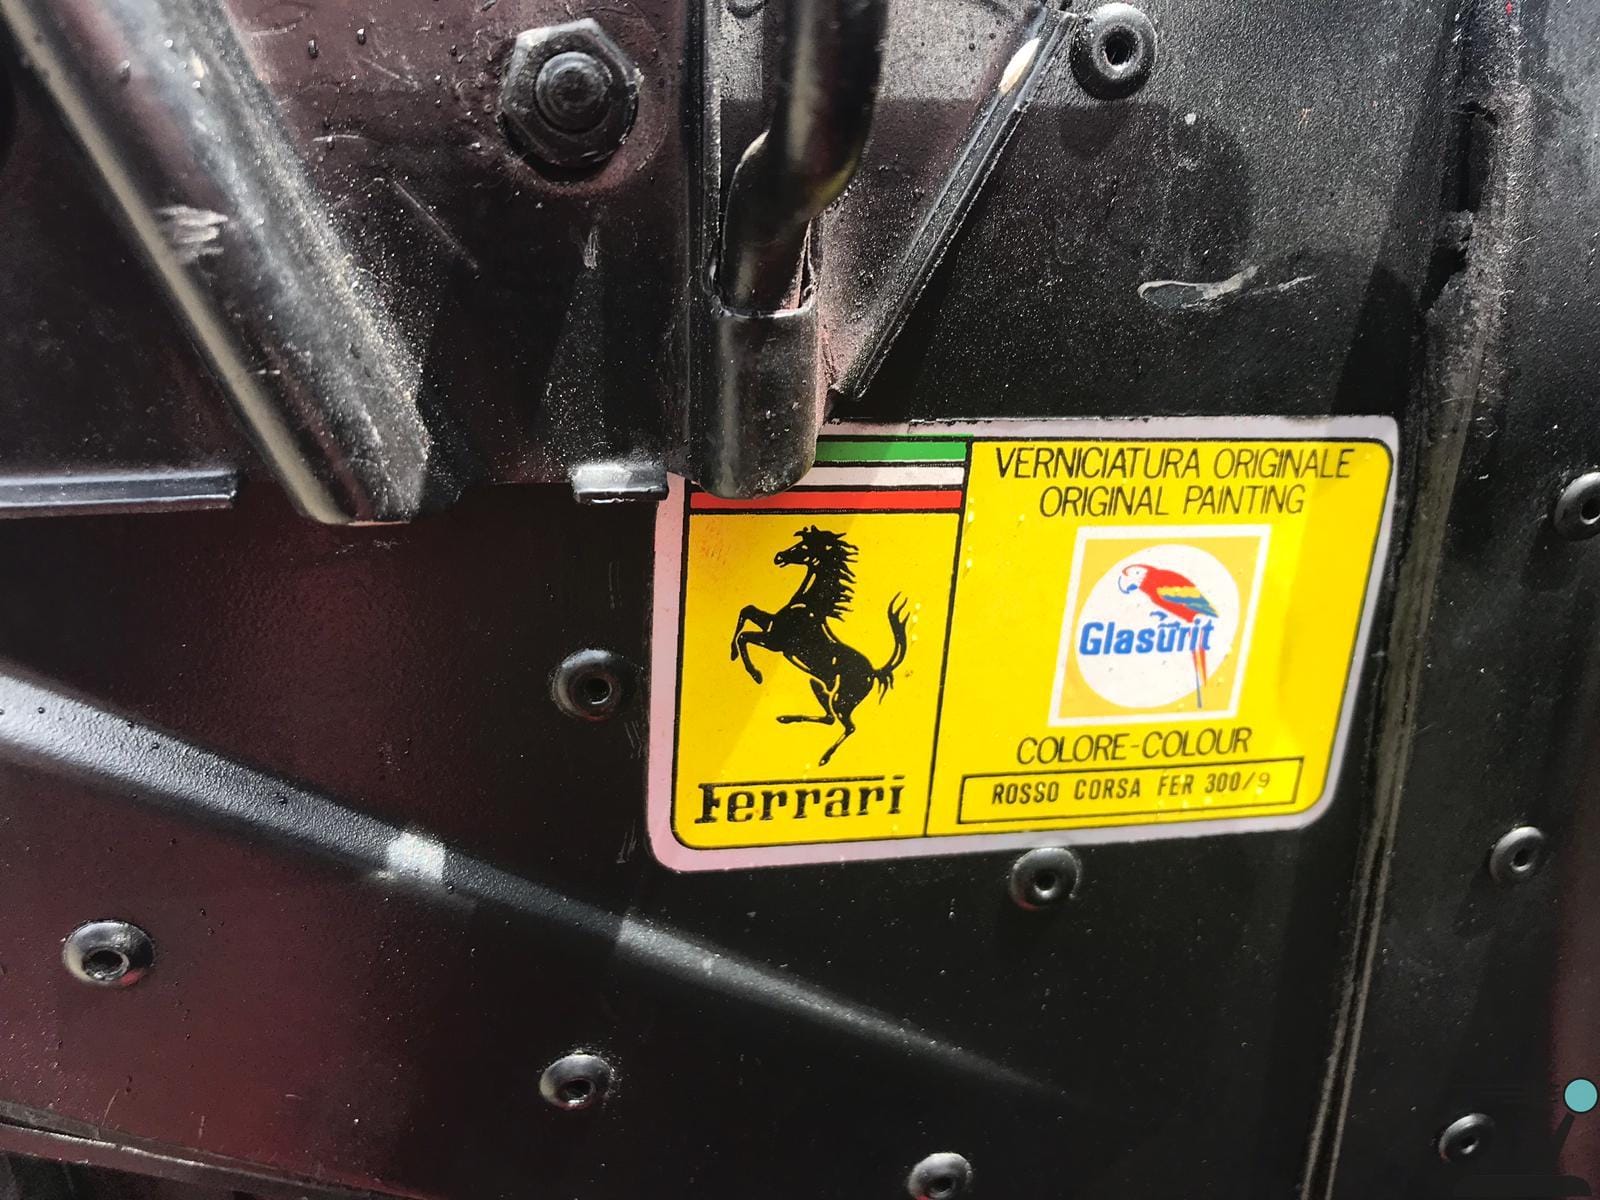 VERNICIATURA ORIGINALE
ORIGINAL PAINTING
Glasurit
COLORE-COLOUR
ROSSO CORSA FER 300/9
Ferrari